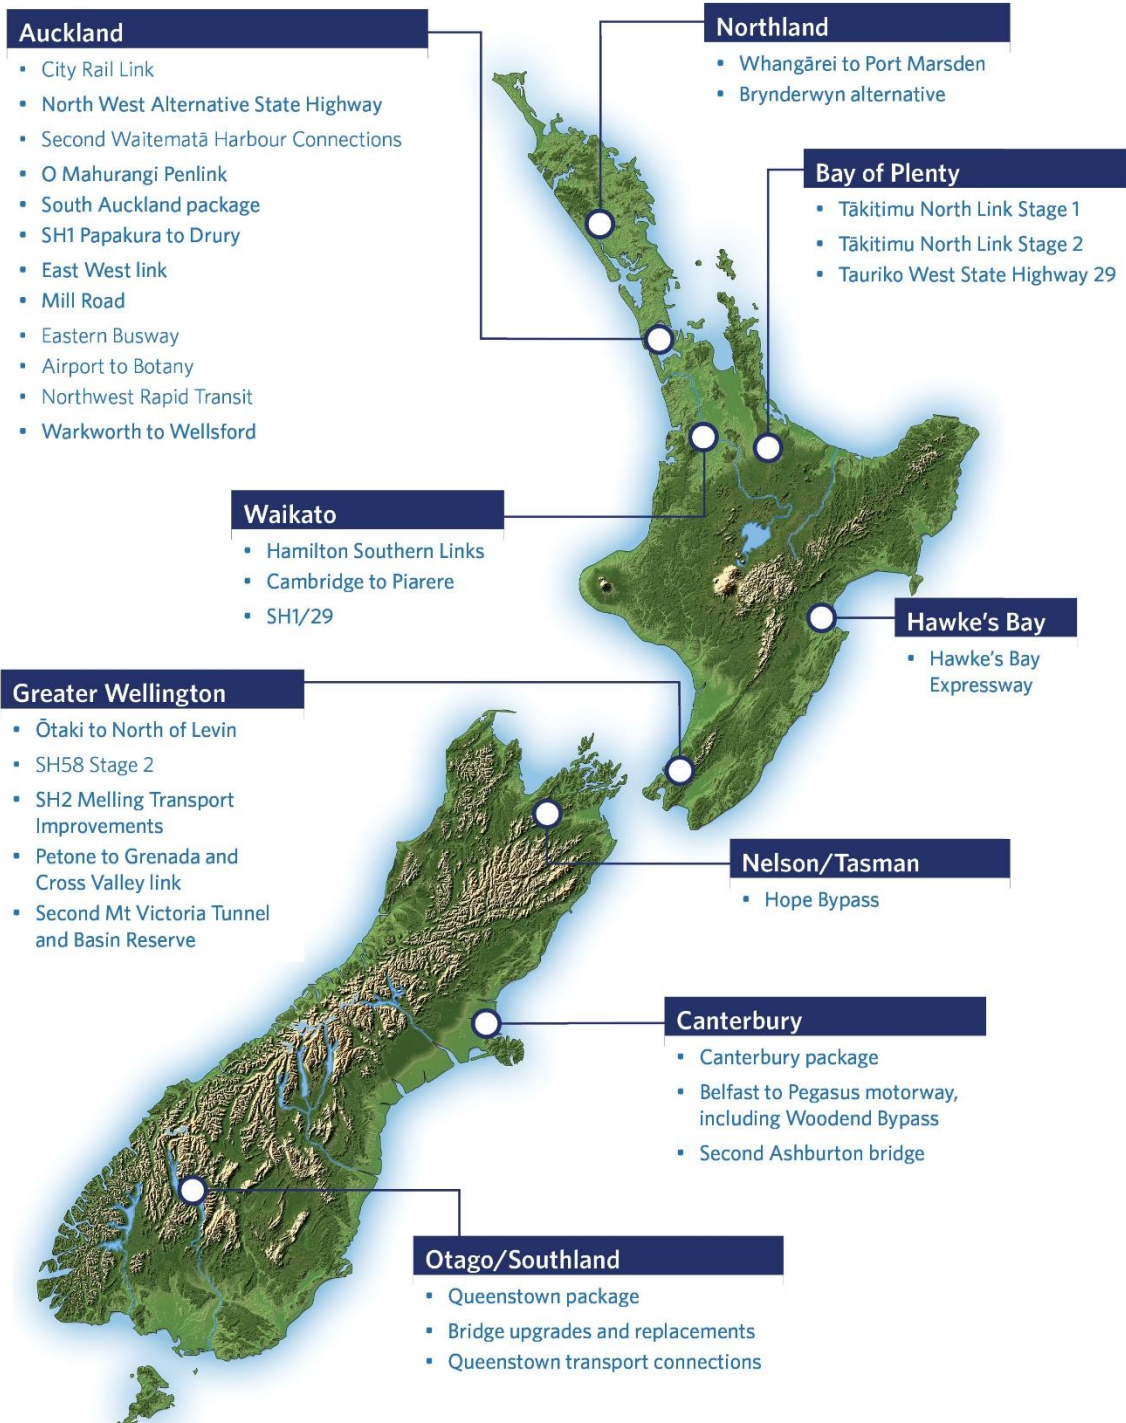 Auckland
• City Rail Link
• North West Alternative State Highway
• Second Waitematā Harbour Connections
• O Mahurangi Penlink
• South Auckland package
• SH1 Papakura to Drury
• East West link
• Mill Road
• Eastern Busway
• Airport to Botany
• Northwest Rapid Transit
• Warkworth to Wellsford
Northland
• Whangārei to Port Marsden
• Brynderwyn alternative
Bay of Plenty
• Tākitimu North Link Stage 1
• Tākitimu North Link Stage 2
• Tauriko West State Highway 29
Waikato
• Hamilton Southern Links
• Cambridge to Piarere
• SH1/29
Hawke's Bay
• Hawke's Bay
Expressway
Greater Wellington
• Ōtaki to North of Levin
• SH58 Stage 2
• SH2 Melling Transport
Improvements
• Petone to Grenada and
Cross Valley link
• Second Mt Victoria Tunnel
and Basin Reserve
Nelson/Tasman
• Hope Bypass
Canterbury
• Canterbury package
• Belfast to Pegasus motorway,
including Woodend Bypass
• Second Ashburton bridge
Otago/Southland
• Queenstown package
• Bridge upgrades and replacements
• Queenstown transport connections